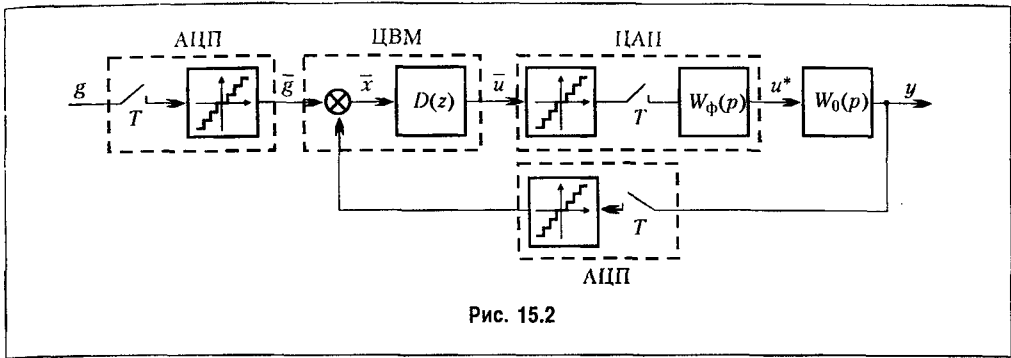 АЦП
ЦВМ
ЦАП
g
T
g̅
x̅
D(z)
u̅
T
Wф(p)
u*
W0(p)
y
T
АЦП
Рис. 15.2